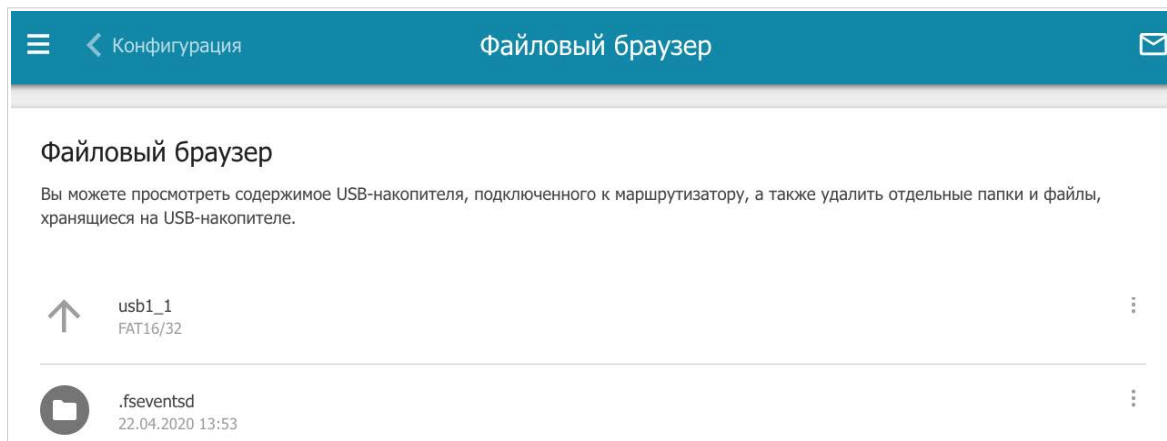 Конфигурация
Файловый браузер
Файловый браузер
Вы можете просмотреть содержимое USB-накопителя, подключенного к маршрутизатору, а также удалить отдельные папки и файлы,
хранящиеся на USB-накопителе.
usb1_1
FAT16/32
.fseventsd
22.04.2020 13:53